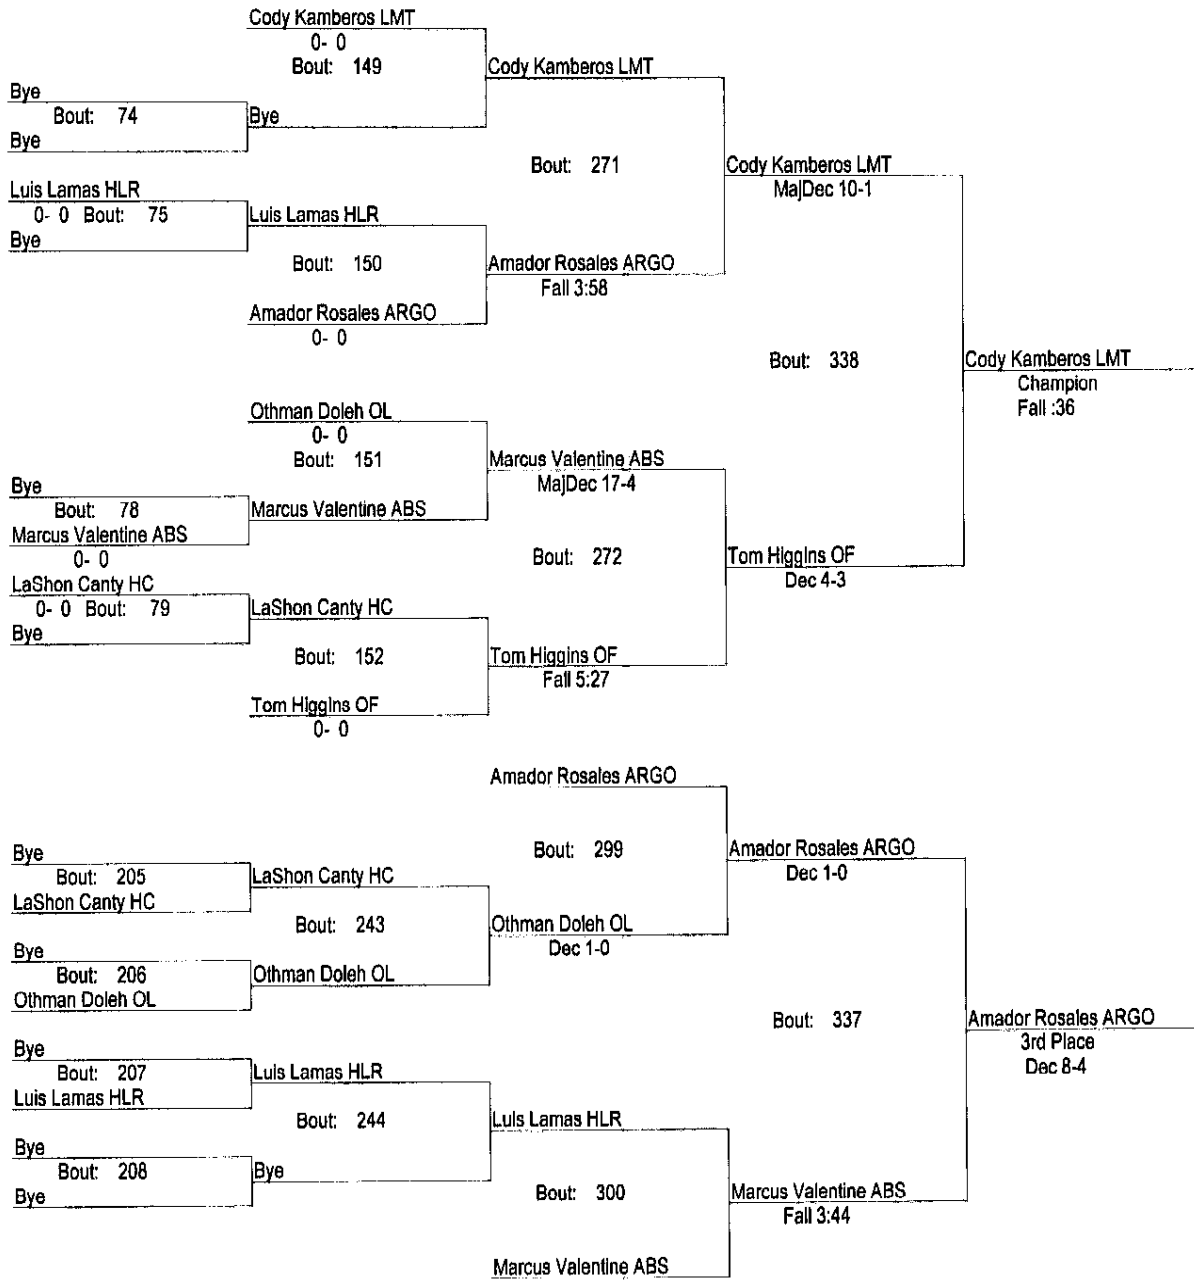 Cody Kamberos LMT
0- 0
Bout: 149
Cody Kamberos LMT
Bye
Bout: 74
Bye
Bye
Bout: 271
Cody Kamberos LMT
MajDec 10-1
Luis Lamas HLR
0- 0 Bout: 75
Luis Lamas HLR
Bye
Bout: 150
Amador Rosales ARGO
Fall 3:58
Amador Rosales ARGO
0- 0
Bout: 338
Cody Kamberos LMT
Champion
Fall :36
Othman Doleh OL
0- 0
Bout: 151
Marcus Valentine ABS
MajDec 17-4
Bye
Bout: 78
Marcus Valentine ABS
Marcus Valentine ABS
0- 0
Bout: 272
Tom Higgins OF
Dec 4-3
LaShon Canty HC
0- 0 Bout: 79
LaShon Canty HC
Bye
Bout: 152
Tom Higgins OF
Fall 5:27
Tom Higgins OF
0- 0
Amador Rosales ARGO
Bout: 299
Amador Rosales ARGO
Dec 1-0
Bye
Bout: 205
LaShon Canty HC
LaShon Canty HC
Bout: 243
Othman Doleh OL
Dec 1-0
Bye
Bout: 206
Othman Doleh OL
Othman Doleh OL
Bout: 337
Amador Rosales ARGO
3rd Place
Dec 8-4
Bye
Bout: 207
Luis Lamas HLR
Luis Lamas HLR
Bout: 244
Luis Lamas HLR
Bye
Bout: 208
Bye
Bye
Bout: 300
Marcus Valentine ABS
Fall 3:44
Marcus Valentine ABS